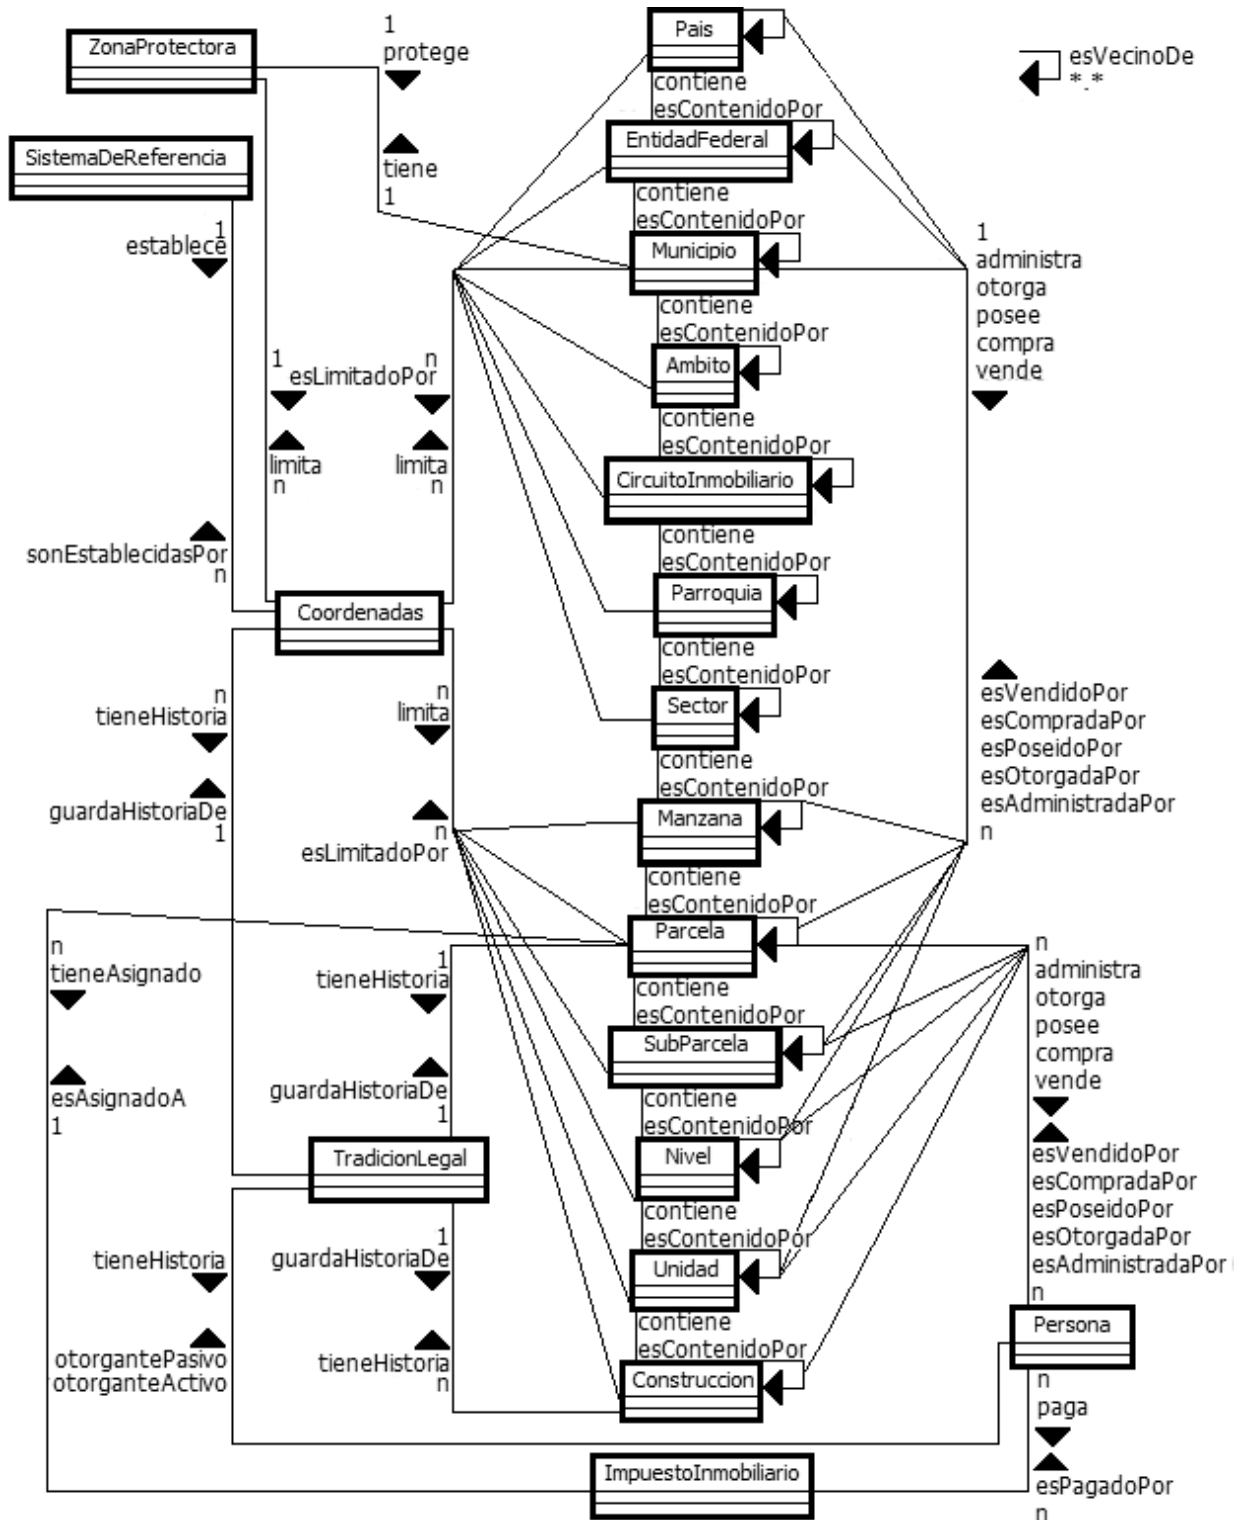 ZonaProtectora
1
protege
tiene
1
SistemaDeReferencia
1
establece
1
esLimitadoPor
n
limita
n
limita
n
sonEstablecidasPor
n
Coordenadas
n
tieneHistoria
guardaHistoriaDe
1
n
limita
n
esLimitadoPor
n
tieneAsignado
esAsignadoA
1
1
tieneHistoria
guardaHistoriaDe
1
TradicionLegal
1
guardaHistoriaDe
tieneHistoria
n
tieneHistoria
otorgantePasivo
otorganteActivo
Pais
contiene
esContenidoPor
EntidadFederal
contiene
esContenidoPor
Municipio
contiene
esContenidoPor
Ambito
contiene
esContenidoPor
CircuitoInmobiliario
contiene
esContenidoPor
Parroquia
contiene
esContenidoPor
Sector
contiene
esContenidoPor
Manzana
contiene
esContenidoPor
Parcela
contiene
esContenidoPor
SubParcela
contiene
esContenidoPor
Nivel
contiene
esContenidoPor
Unidad
contiene
esContenidoPor
Construccion
ImpuestoInmobiliario
esVecinoDe
*.*
1
administra
otorga
posee
compra
vende
esVendidoPor
esCompradaPor
esPoseidoPor
esOtorgadaPor
esAdministradaPor
n
n
administra
otorga
posee
compra
vende
esVendidoPor
esCompradaPor
esPoseidoPor
esOtorgadaPor
esAdministradaPor (
n
Persona
n
paga
esPagadoPor
n